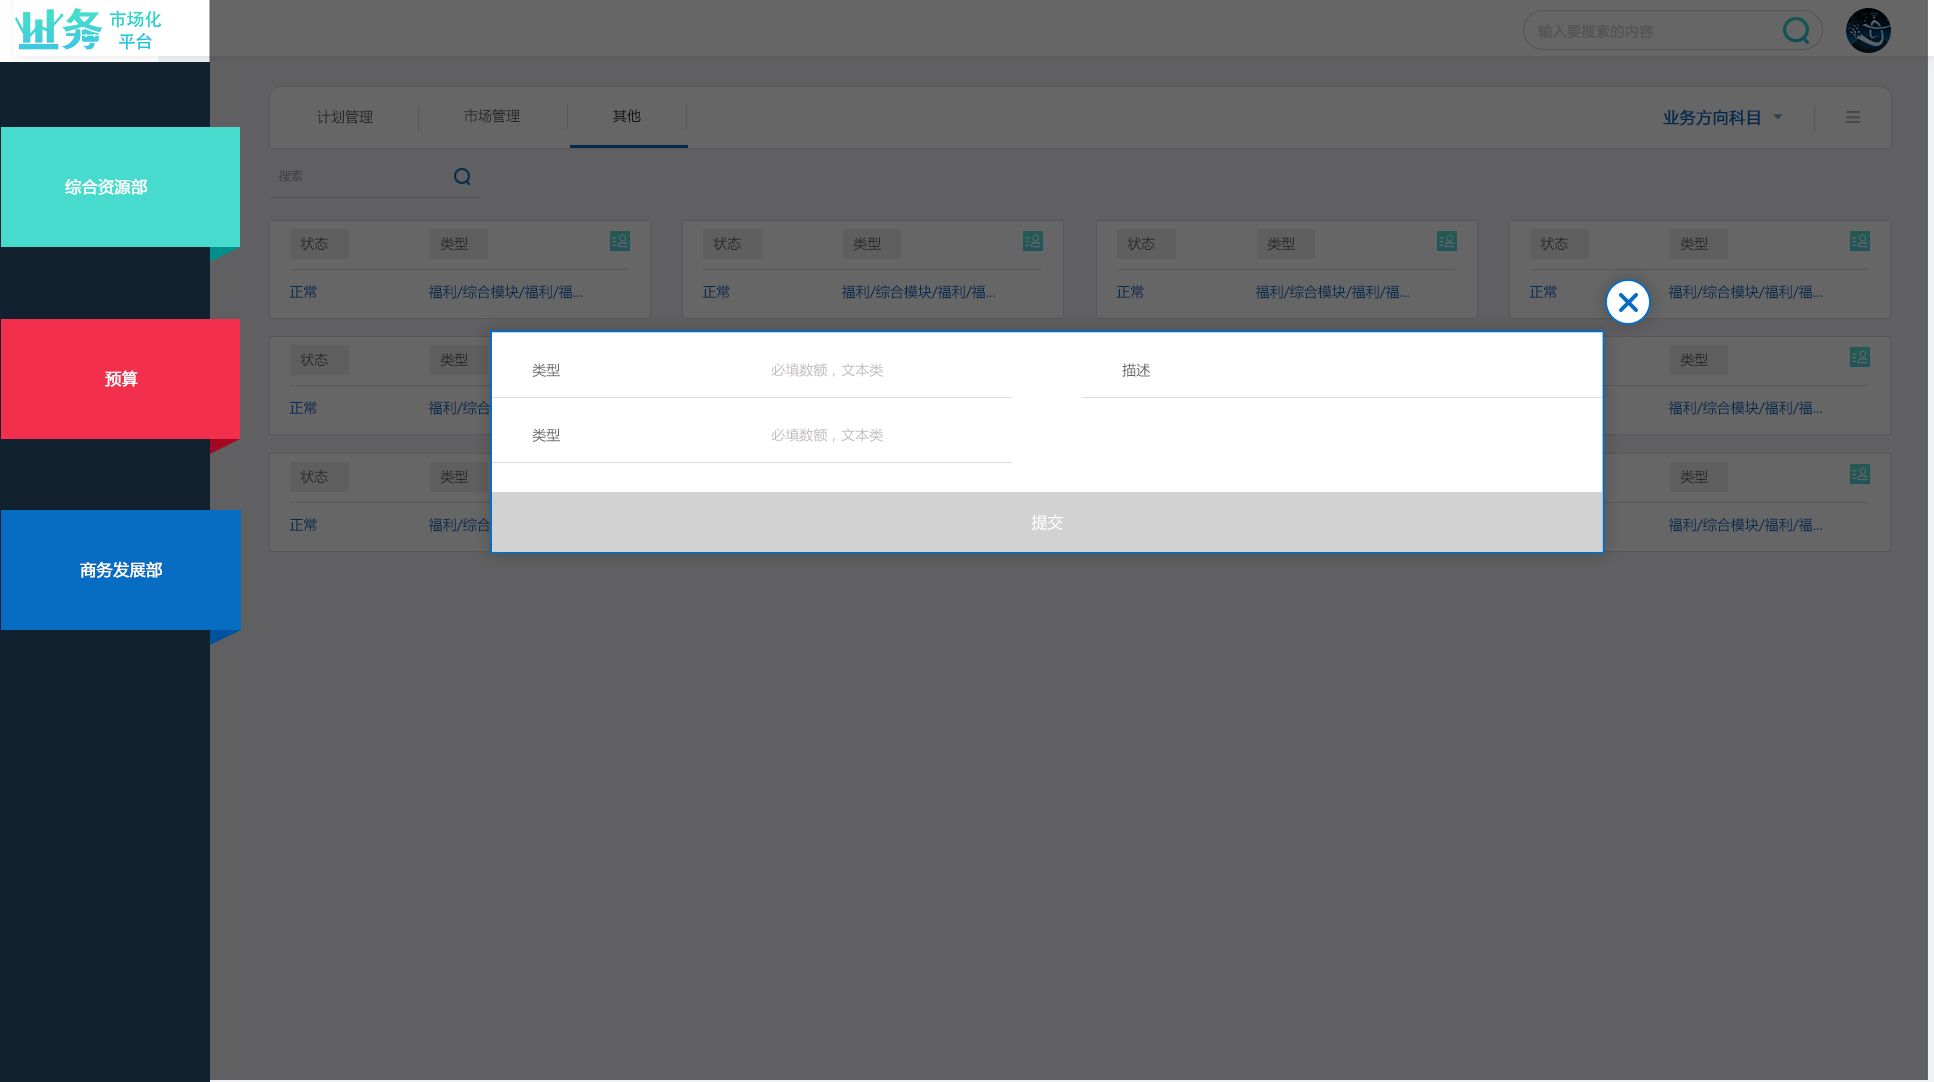 业务 市场化
平台
输入要搜索的内容
计划管理 市场管理 其他 业务方向科目
搜索
综合资源部
预算
商务发展部
状态 类型 状态 类型 状态 类型 状态 类型
正常 福利/综合模块/福利/福... 正常 福利/综合模块/福利/福... 正常 福利/综合模块/福利/福... 正常 福利/综合模块/福利/福...
状态 类型 类型
正常 福利/综合 福利/综合模块/福利/福...
状态 类型 类型
正常 福利/综合 福利/综合模块/福利/福...
类型 必填数额，文本类 描述
类型 必填数额，文本类
提交